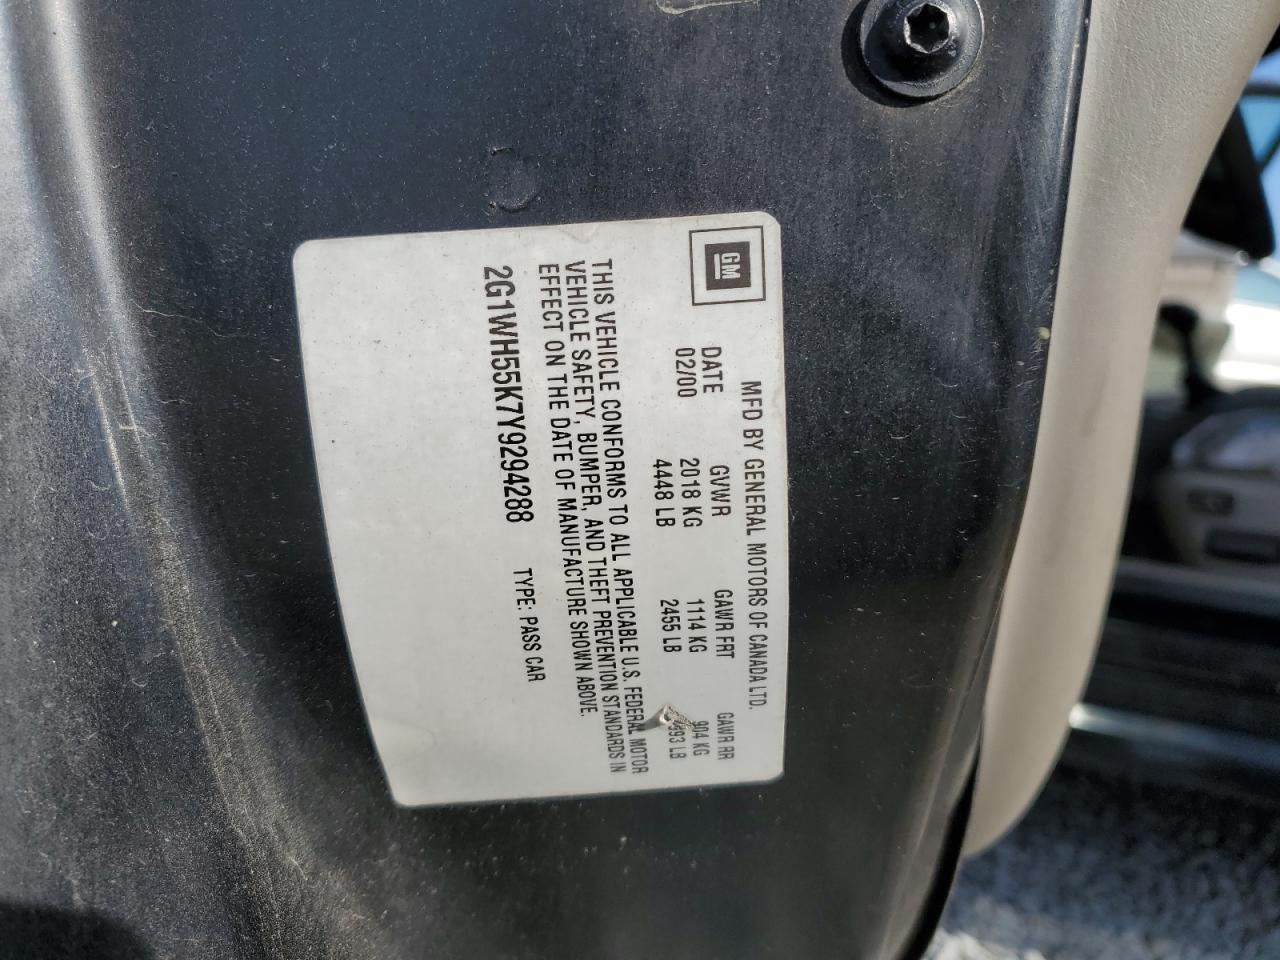 GM
MFD BY GENERAL MOTORS OF CANADA LTD.
DATE GVWR GAWR FRT GAWR RR
02/00 2018 KG 1114 KG 904 KG
4448 LB 2455 LB 1993 LB
THIS VEHICLE CONFORMS TO ALL APPLICABLE U.S. FEDERAL MOTOR
VEHICLE SAFETY, BUMPER, AND THEFT PREVENTION STANDARDS IN
EFFECT ON THE DATE OF MANUFACTURE SHOWN ABOVE.
2G1WH55K7Y9294288 TYPE: PASS CAR